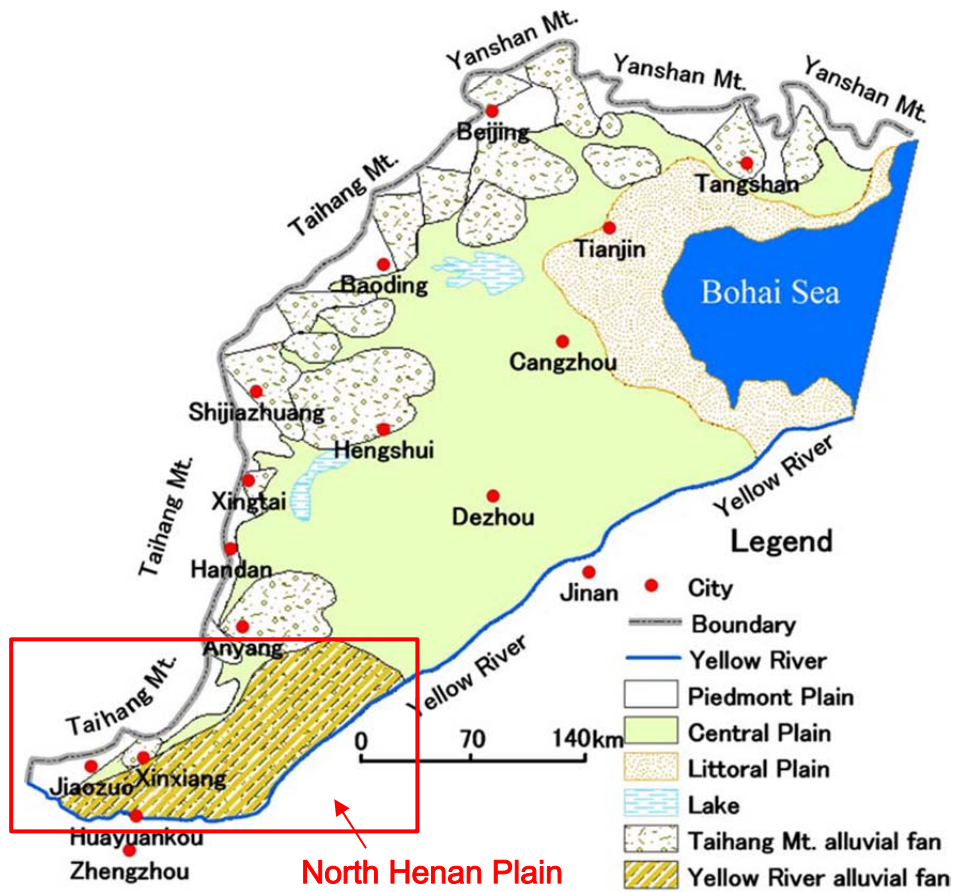 Yanshan Mt.
Yanshan Mt.
Yanshan Mt.
Beijing
Taihang Mt.
Tangshan
Tianjin
Baoding
Bohai Sea
Cangzhou
Shijiazhuang
Hengshui
Taihang Mt.
Xingtai
Dezhou
Yellow River
Handan
Jinan
Anyang
Yellow River
Taihang Mt.
Jiaozuo
Xinxiang
Huayuankou
Zhengzhou
North Henan Plain
0 70 140km
Legend
City
Boundary
Yellow River
Piedmont Plain
Central Plain
Littoral Plain
Lake
Taihang Mt. alluvial fan
Yellow River alluvial fan